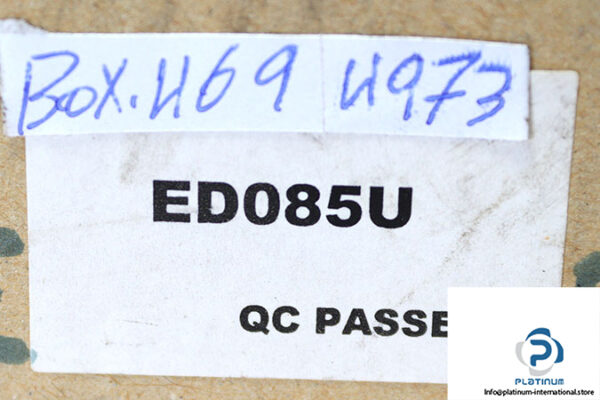 Box.469 4973
ED085U
QC PASSE
PLATINUM
Info@platinum-international.store